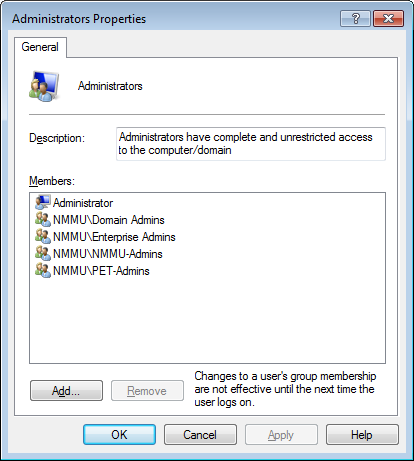 Administrators Properties
?
General
Administrators
Description:
Administrators have complete and unrestricted access
to the computer/domain
Members:
Administrator
NMMU\Domain Admins
NMMU\Enterprise Admins
NMMU\NMMU-Admins
NMMU\PET-Admins
Add...
Remove
Changes to a user's group membership
are not effective until the next time the
user logs on.
OK
Cancel
Apply
Help